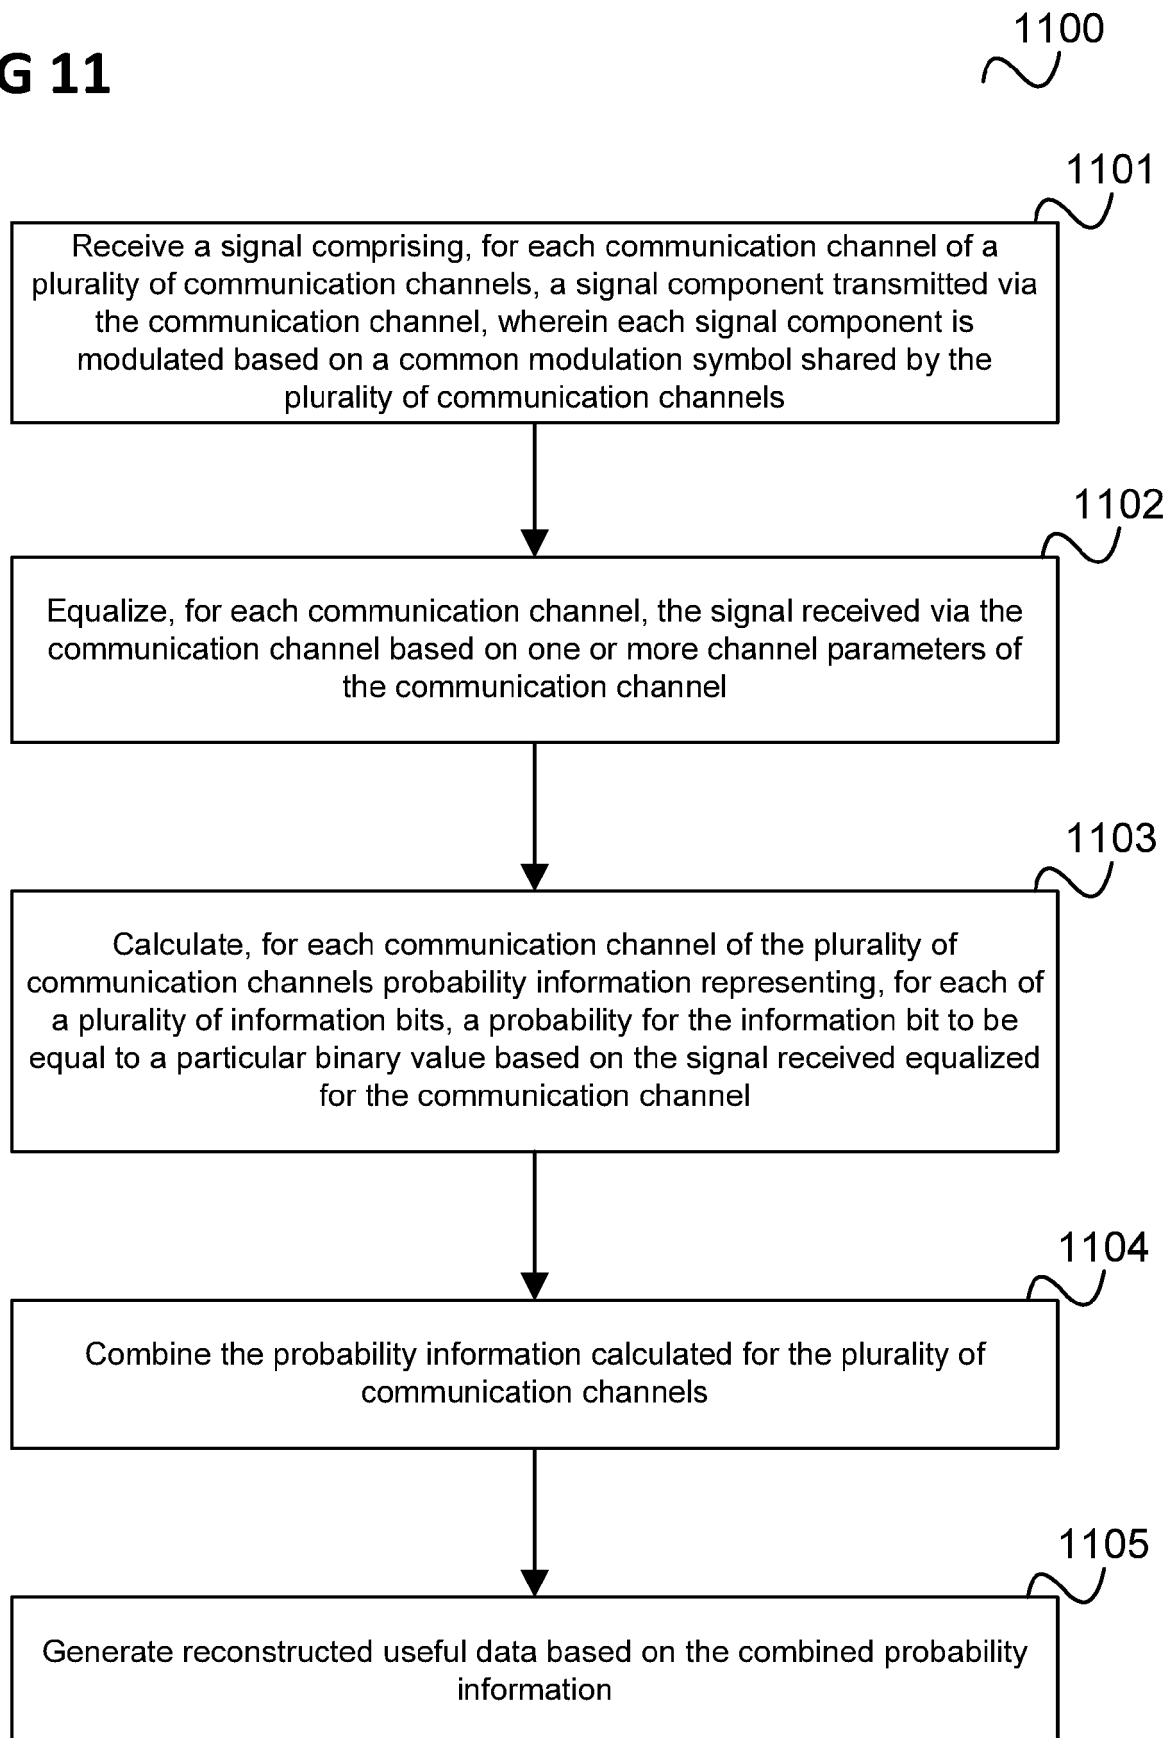 G 11
1100
1101
Receive a signal comprising, for each communication channel of a
plurality of communication channels, a signal component transmitted via
the communication channel, wherein each signal component is
modulated based on a common modulation symbol shared by the
plurality of communication channels
1102
Equalize, for each communication channel, the signal received via the
communication channel based on one or more channel parameters of
the communication channel
1103
Calculate, for each communication channel of the plurality of
communication channels probability information representing, for each of
a plurality of information bits, a probability for the information bit to be
equal to a particular binary value based on the signal received equalized
for the communication channel
1104
Combine the probability information calculated for the plurality of
communication channels
1105
Generate reconstructed useful data based on the combined probability
information